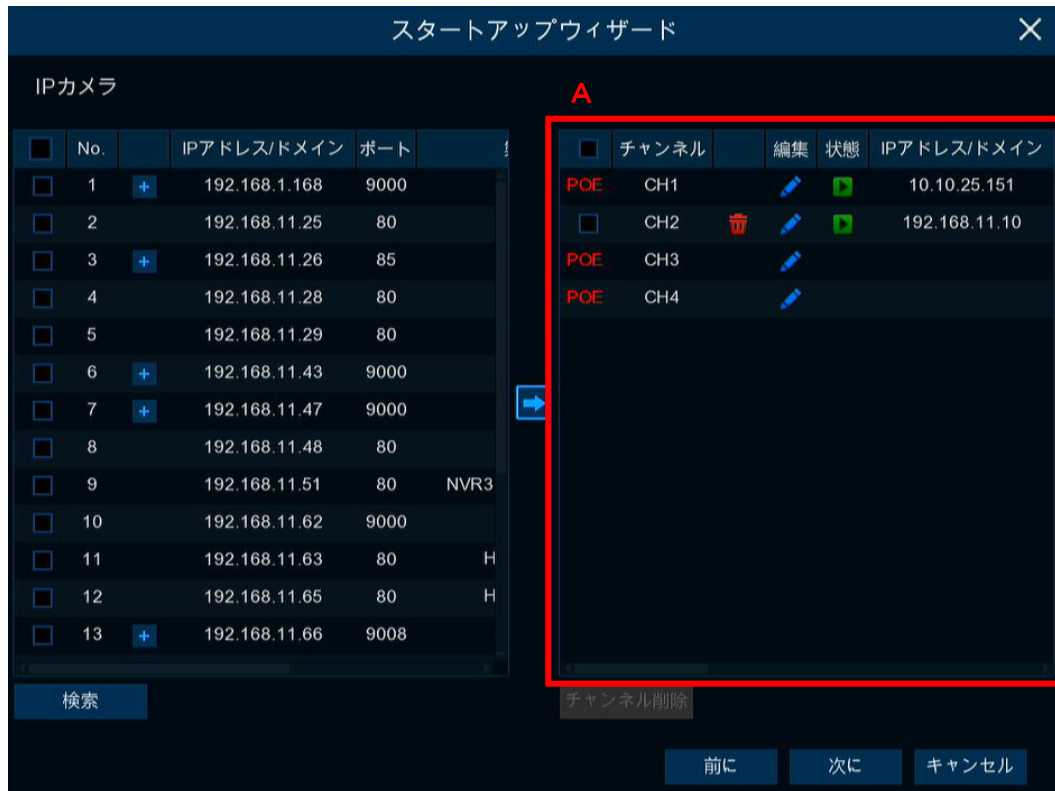 スタートアップウィザード
IPカメラ
A
No. IPアドレス/ドメイン ポート
1 192.168.1.168 9000
2 192.168.11.25 80
3 192.168.11.26 85
4 192.168.11.28 80
5 192.168.11.29 80
6 192.168.11.43 9000
7 192.168.11.47 9000
8 192.168.11.48 80
9 192.168.11.51 80 NVR3
10 192.168.11.62 9000
11 192.168.11.63 80 H
12 192.168.11.65 80 H
13 192.168.11.66 9008
検索
チャンネル 編集 状態 IPアドレス/ドメイン
POE CH1 10.10.25.151
CH2 192.168.11.10
POE CH3
POE CH4
チャンネル削除
前に 次に キャンセル